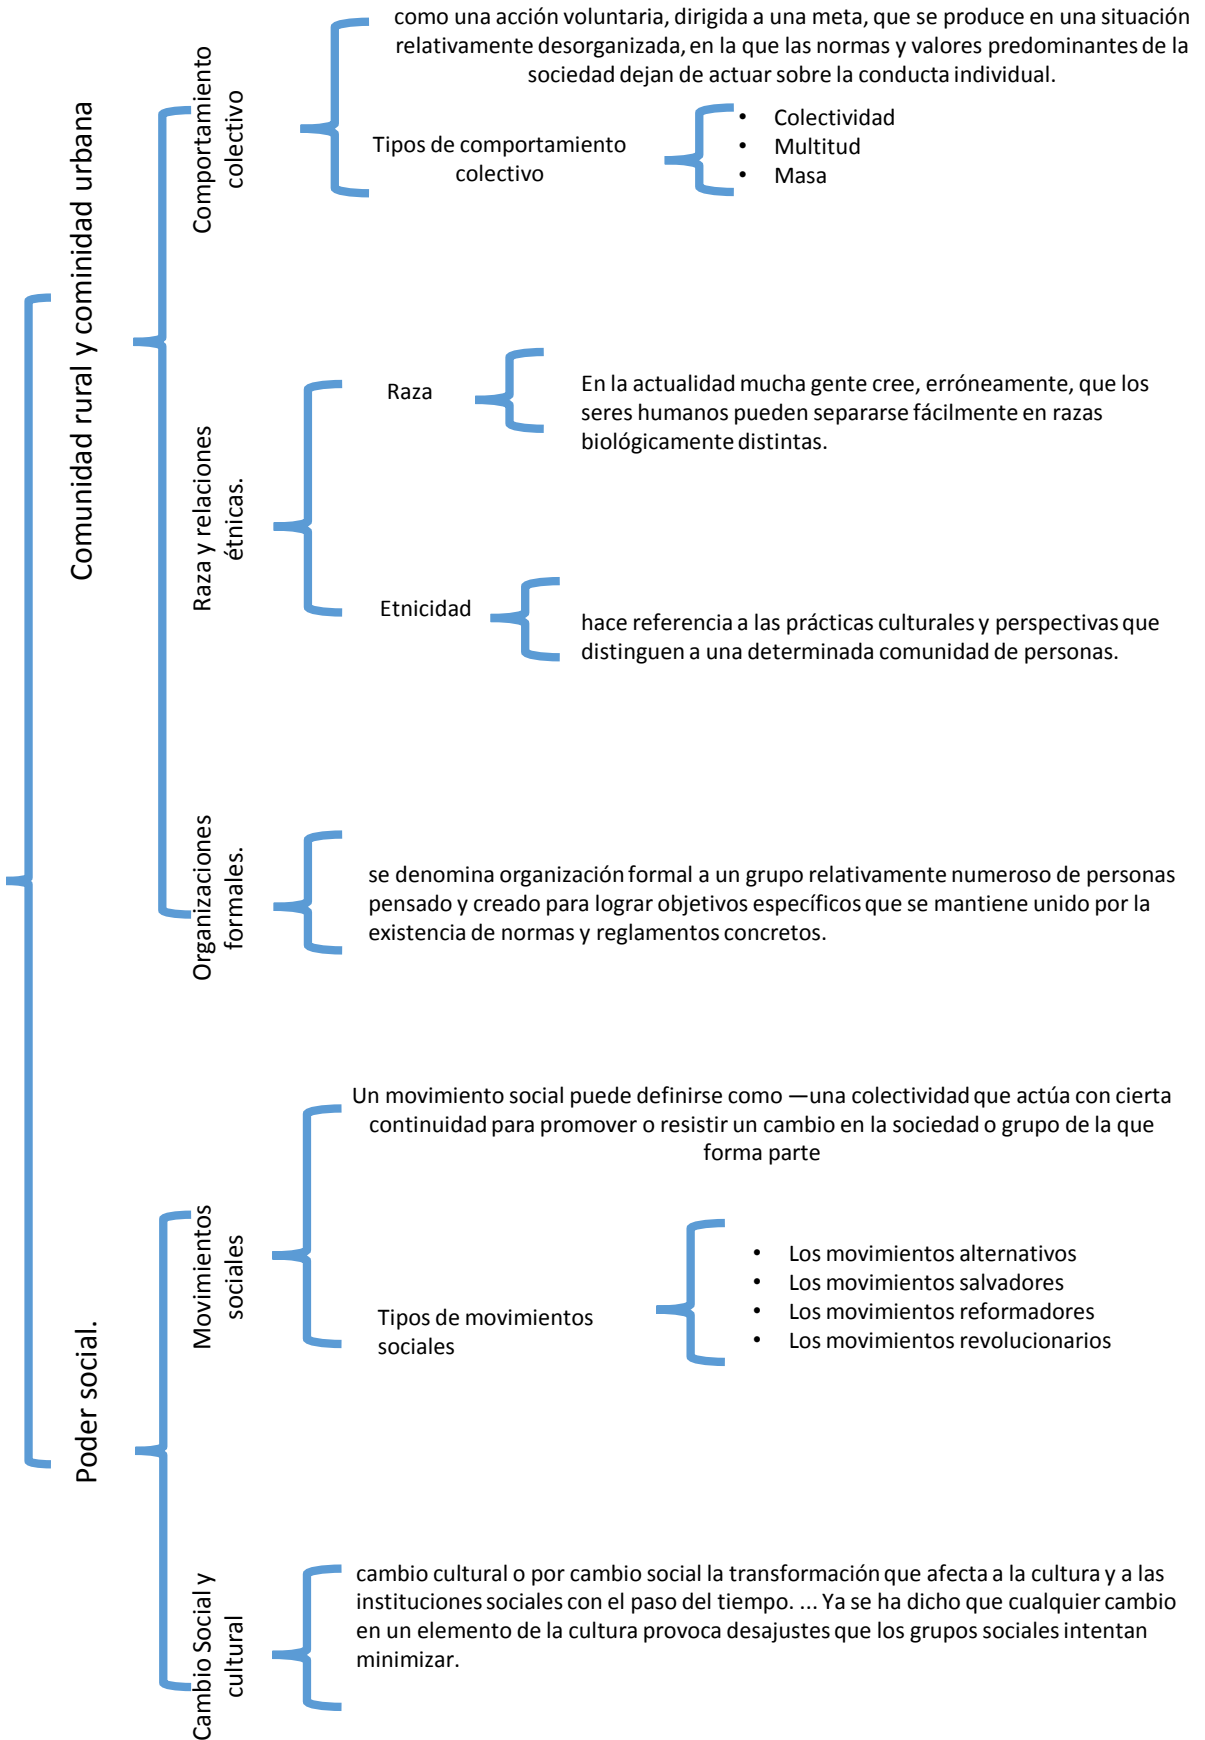 Comunidad rural y cominidad urbana
Comportamiento
colectivo
como una acción voluntaria, dirigida a una meta, que se produce en una situación
relativamente desorganizada, en la que las normas y valores predominantes de la
sociedad dejan de actuar sobre la conducta individual.
Tipos de comportamiento
colectivo
• Colectividad
• Multitud
• Masa
Raza y relaciones
étnicas.
Raza
En la actualidad mucha gente cree, erróneamente, que los
seres humanos pueden separarse fácilmente en razas
biológicamente distintas.
Etnicidad
hace referencia a las prácticas culturales y perspectivas que
distinguen a una determinada comunidad de personas.
Organizaciones
formales.
se denomina organización formal a un grupo relativamente numeroso de personas
pensado y creado para lograr objetivos específicos que se mantiene unido por la
existencia de normas y reglamentos concretos.
Poder social.
Movimientos
sociales
Un movimiento social puede definirse como ―una colectividad que actúa con cierta
continuidad para promover o resistir un cambio en la sociedad o grupo de la que
forma parte
Tipos de movimientos
sociales
• Los movimientos alternativos
• Los movimientos salvadores
• Los movimientos reformadores
• Los movimientos revolucionarios
Cambio Social y
cultural
cambio cultural o por cambio social la transformación que afecta a la cultura y a las
instituciones sociales con el paso del tiempo. ... Ya se ha dicho que cualquier cambio
en un elemento de la cultura provoca desajustes que los grupos sociales intentan
minimizar.